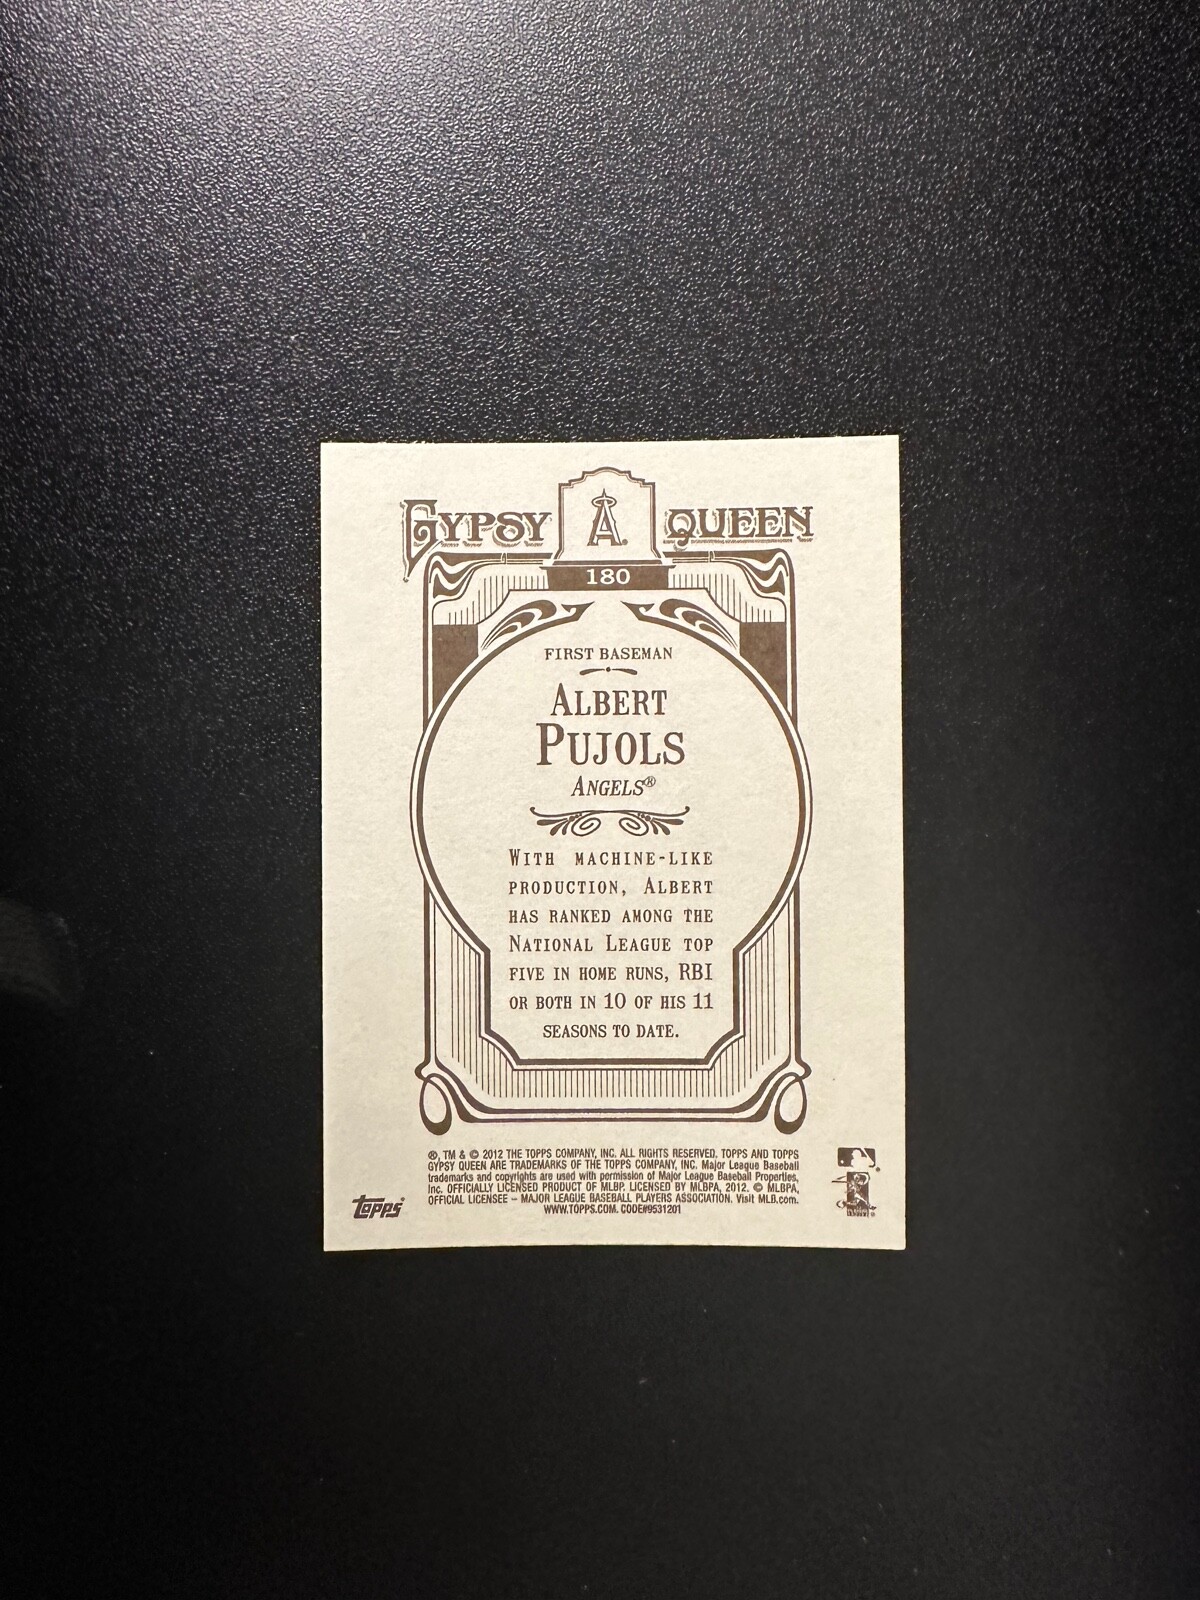 GYPSY A QUEEN
180
FIRST BASEMAN
ALBERT
PUJOLS
ANGELS®
WITH MACHINE-LIKE
PRODUCTION, ALBERT
HAS RANKED AMONG THE
NATIONAL LEAGUE TOP
FIVE IN HOME RUNS, RBI
OR BOTH IN 10 OF HIS 11
SEASONS TO DATE.
®, TM & © 2012 THE TOPPS COMPANY, INC. ALL RIGHTS RESERVED. TOPPS AND TOPPS
GYPSY QUEEN ARE TRADEMARKS OF THE TOPPS COMPANY, INC. Major League Baseball
trademarks and copyrights are used with permission of Major League Baseball Properties,
Inc. OFFICIALLY LICENSED PRODUCT OF MLBP. LICENSED BY MLBPA, 2012. © MLBPA,
OFFICIAL LICENSEE – MAJOR LEAGUE BASEBALL PLAYERS ASSOCIATION. Visit MLB.com.
WWW.TOPPS.COM. CODE#9531201
topps®